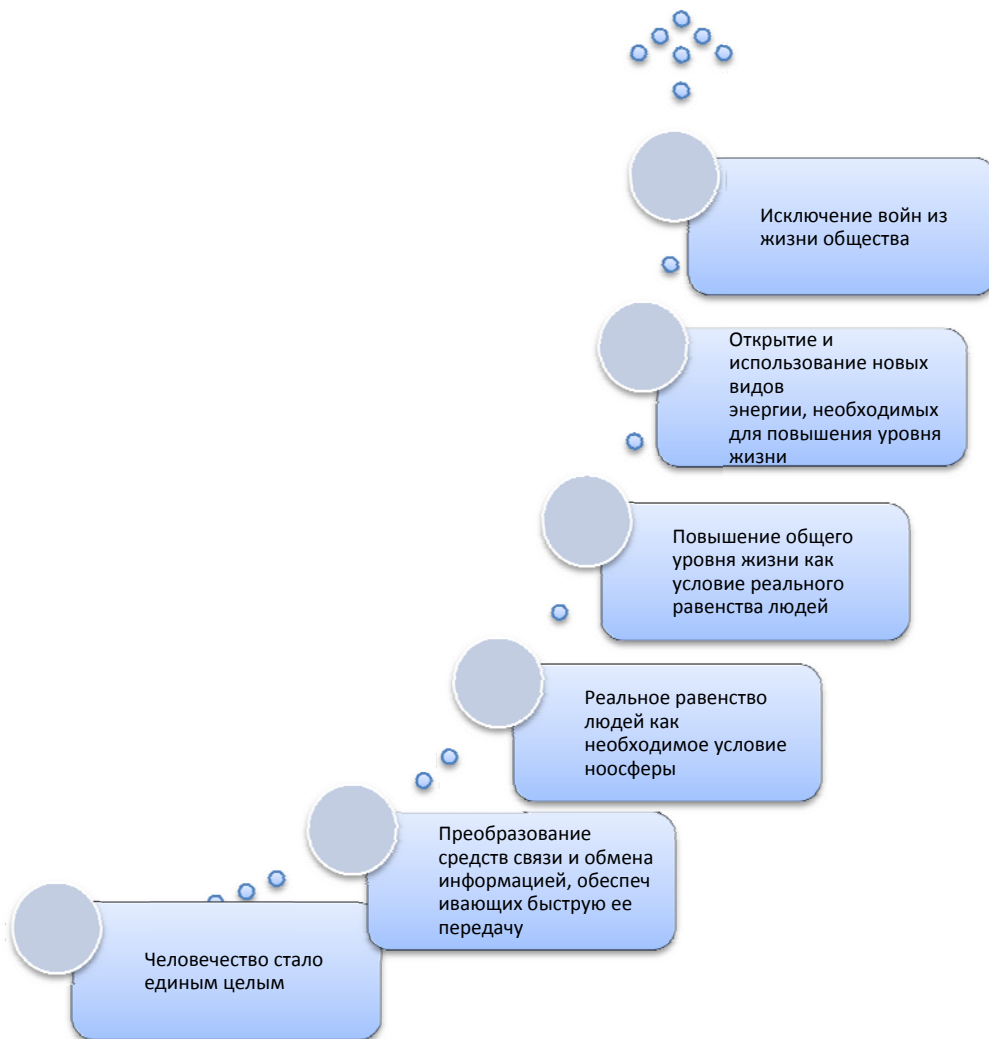 Исключение войн из
жизни общества
Открытие и
использование новых
видов
энергии, необходимых
для повышения уровня
жизни
Повышение общего
уровня жизни как
условие реального
равенства людей
Реальное равенство
людей как
необходимое условие
ноосферы
Преобразование
средств связи и обмена
информацией, обеспеч
ивающих быструю ее
передачу
Человечество стало
единым целым